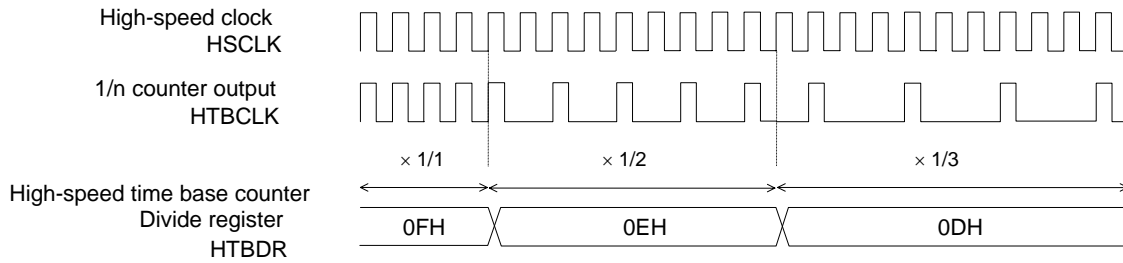 High-speed clock
HSCLK
1/n counter output
HTBCLK
× 1/1
× 1/2
× 1/3
High-speed time base counter
Divide register
HTBDR
0FH
0EH
0DH